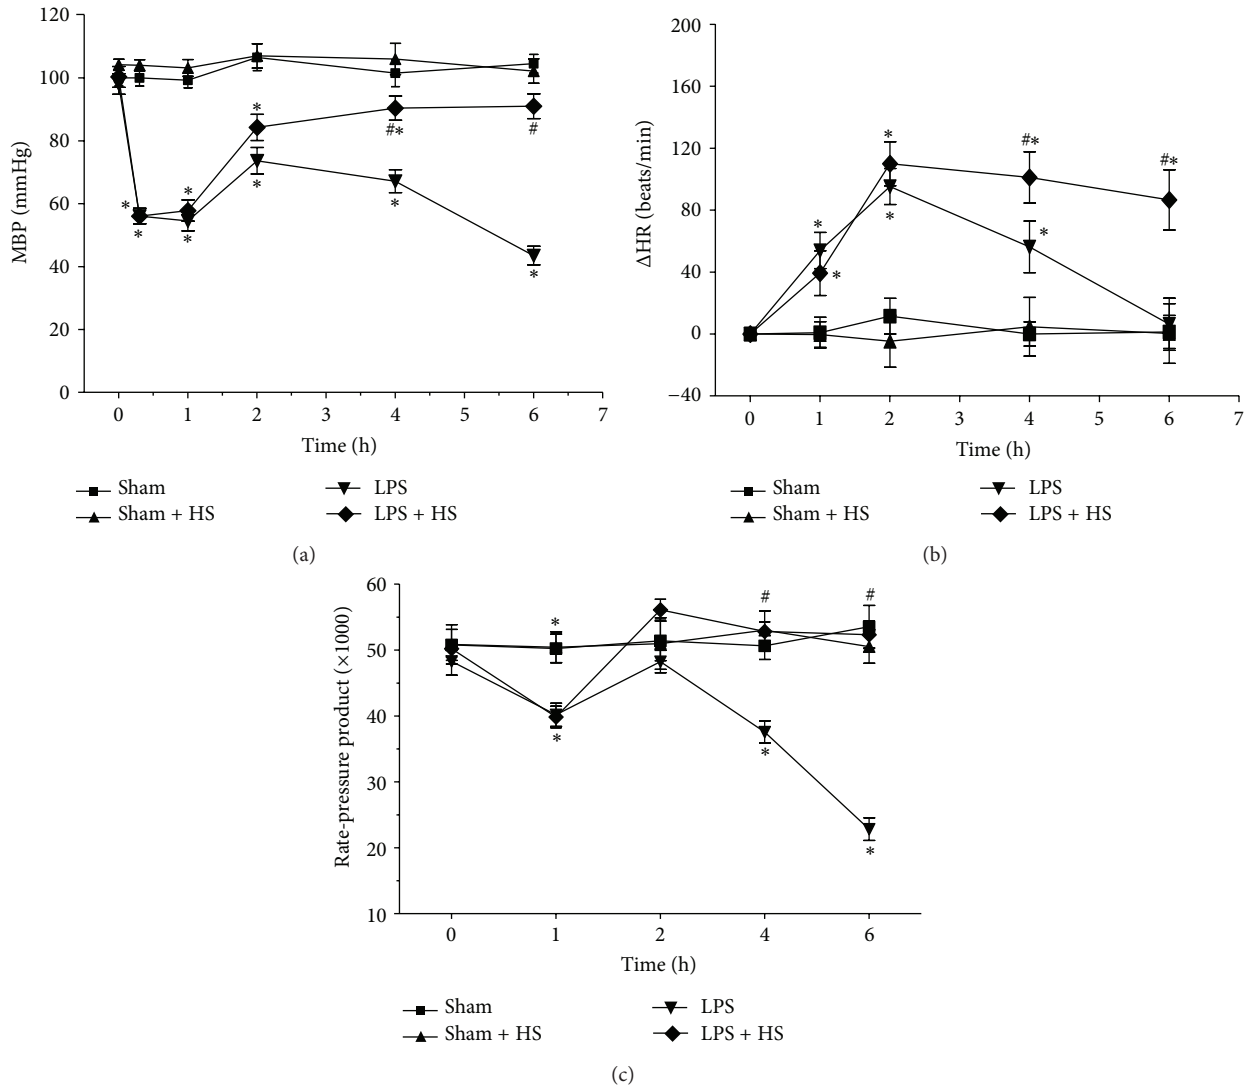 120
100
80
60
40
20
0
MBP (mmHg)
* * * * * * #* * # *
0 1 2 3 4 5 6 7
Time (h)
Sham
Sham + HS
LPS
LPS + HS
(a)
200
160
120
80
40
0
−40
ΔHR (beats/min)
* * * * #* * #*
0 1 2 3 4 5 6 7
Time (h)
Sham
Sham + HS
LPS
LPS + HS
(b)
60
50
40
30
20
10
Rate-pressure product (×1000)
* * # * # *
0 1 2 4 6
Time (h)
Sham
Sham + HS
LPS
LPS + HS
(c)